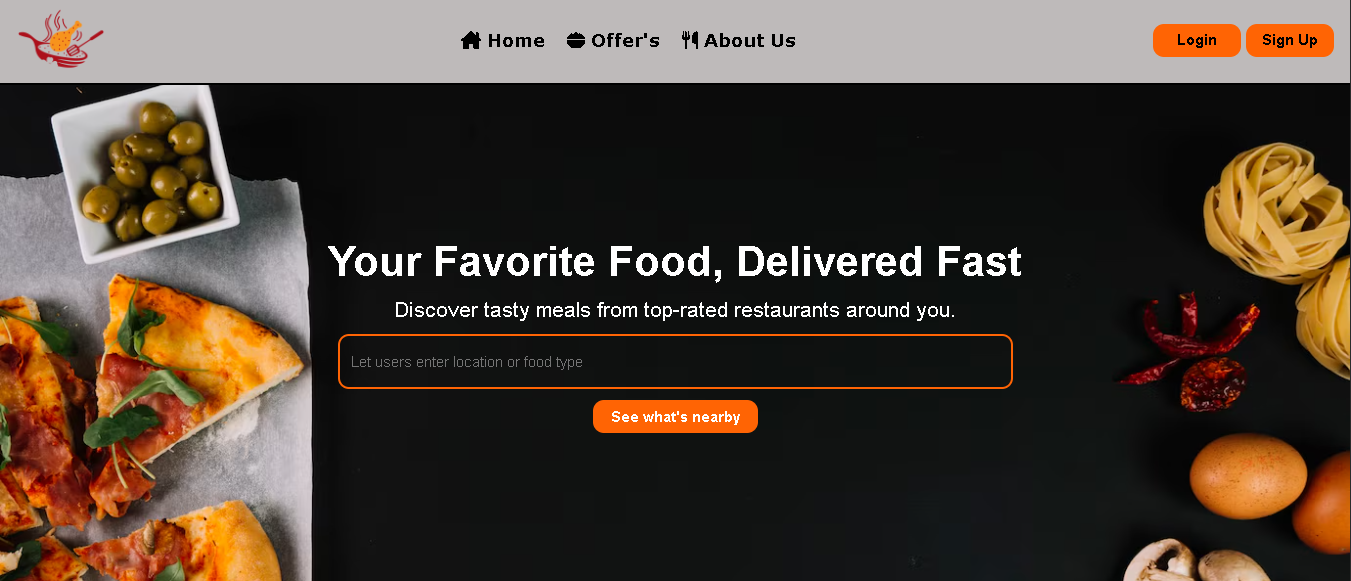 Home Offer's About Us Login Sign Up
Your Favorite Food, Delivered Fast
Discover tasty meals from top-rated restaurants around you.
Let users enter location or food type
See what's nearby